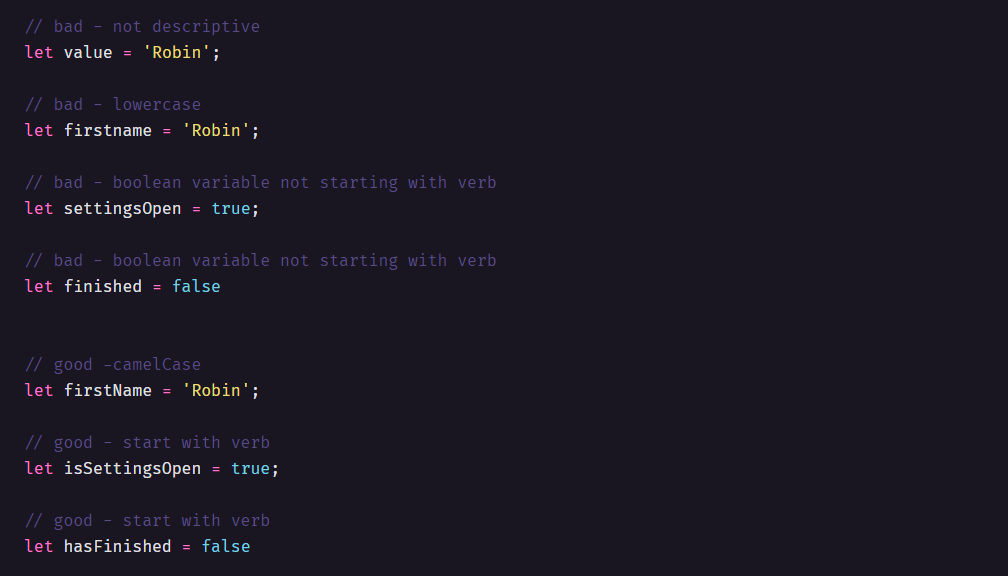 // bad - not descriptive
let value = 'Robin';
// bad - lowercase
let firstname = 'Robin';
// bad - boolean variable not starting with verb
let settingsOpen = true;
// bad - boolean variable not starting with verb
let finished = false
// good -camelCase
let firstName = 'Robin';
// good - start with verb
let isSettingsOpen = true;
// good - start with verb
let hasFinished = false